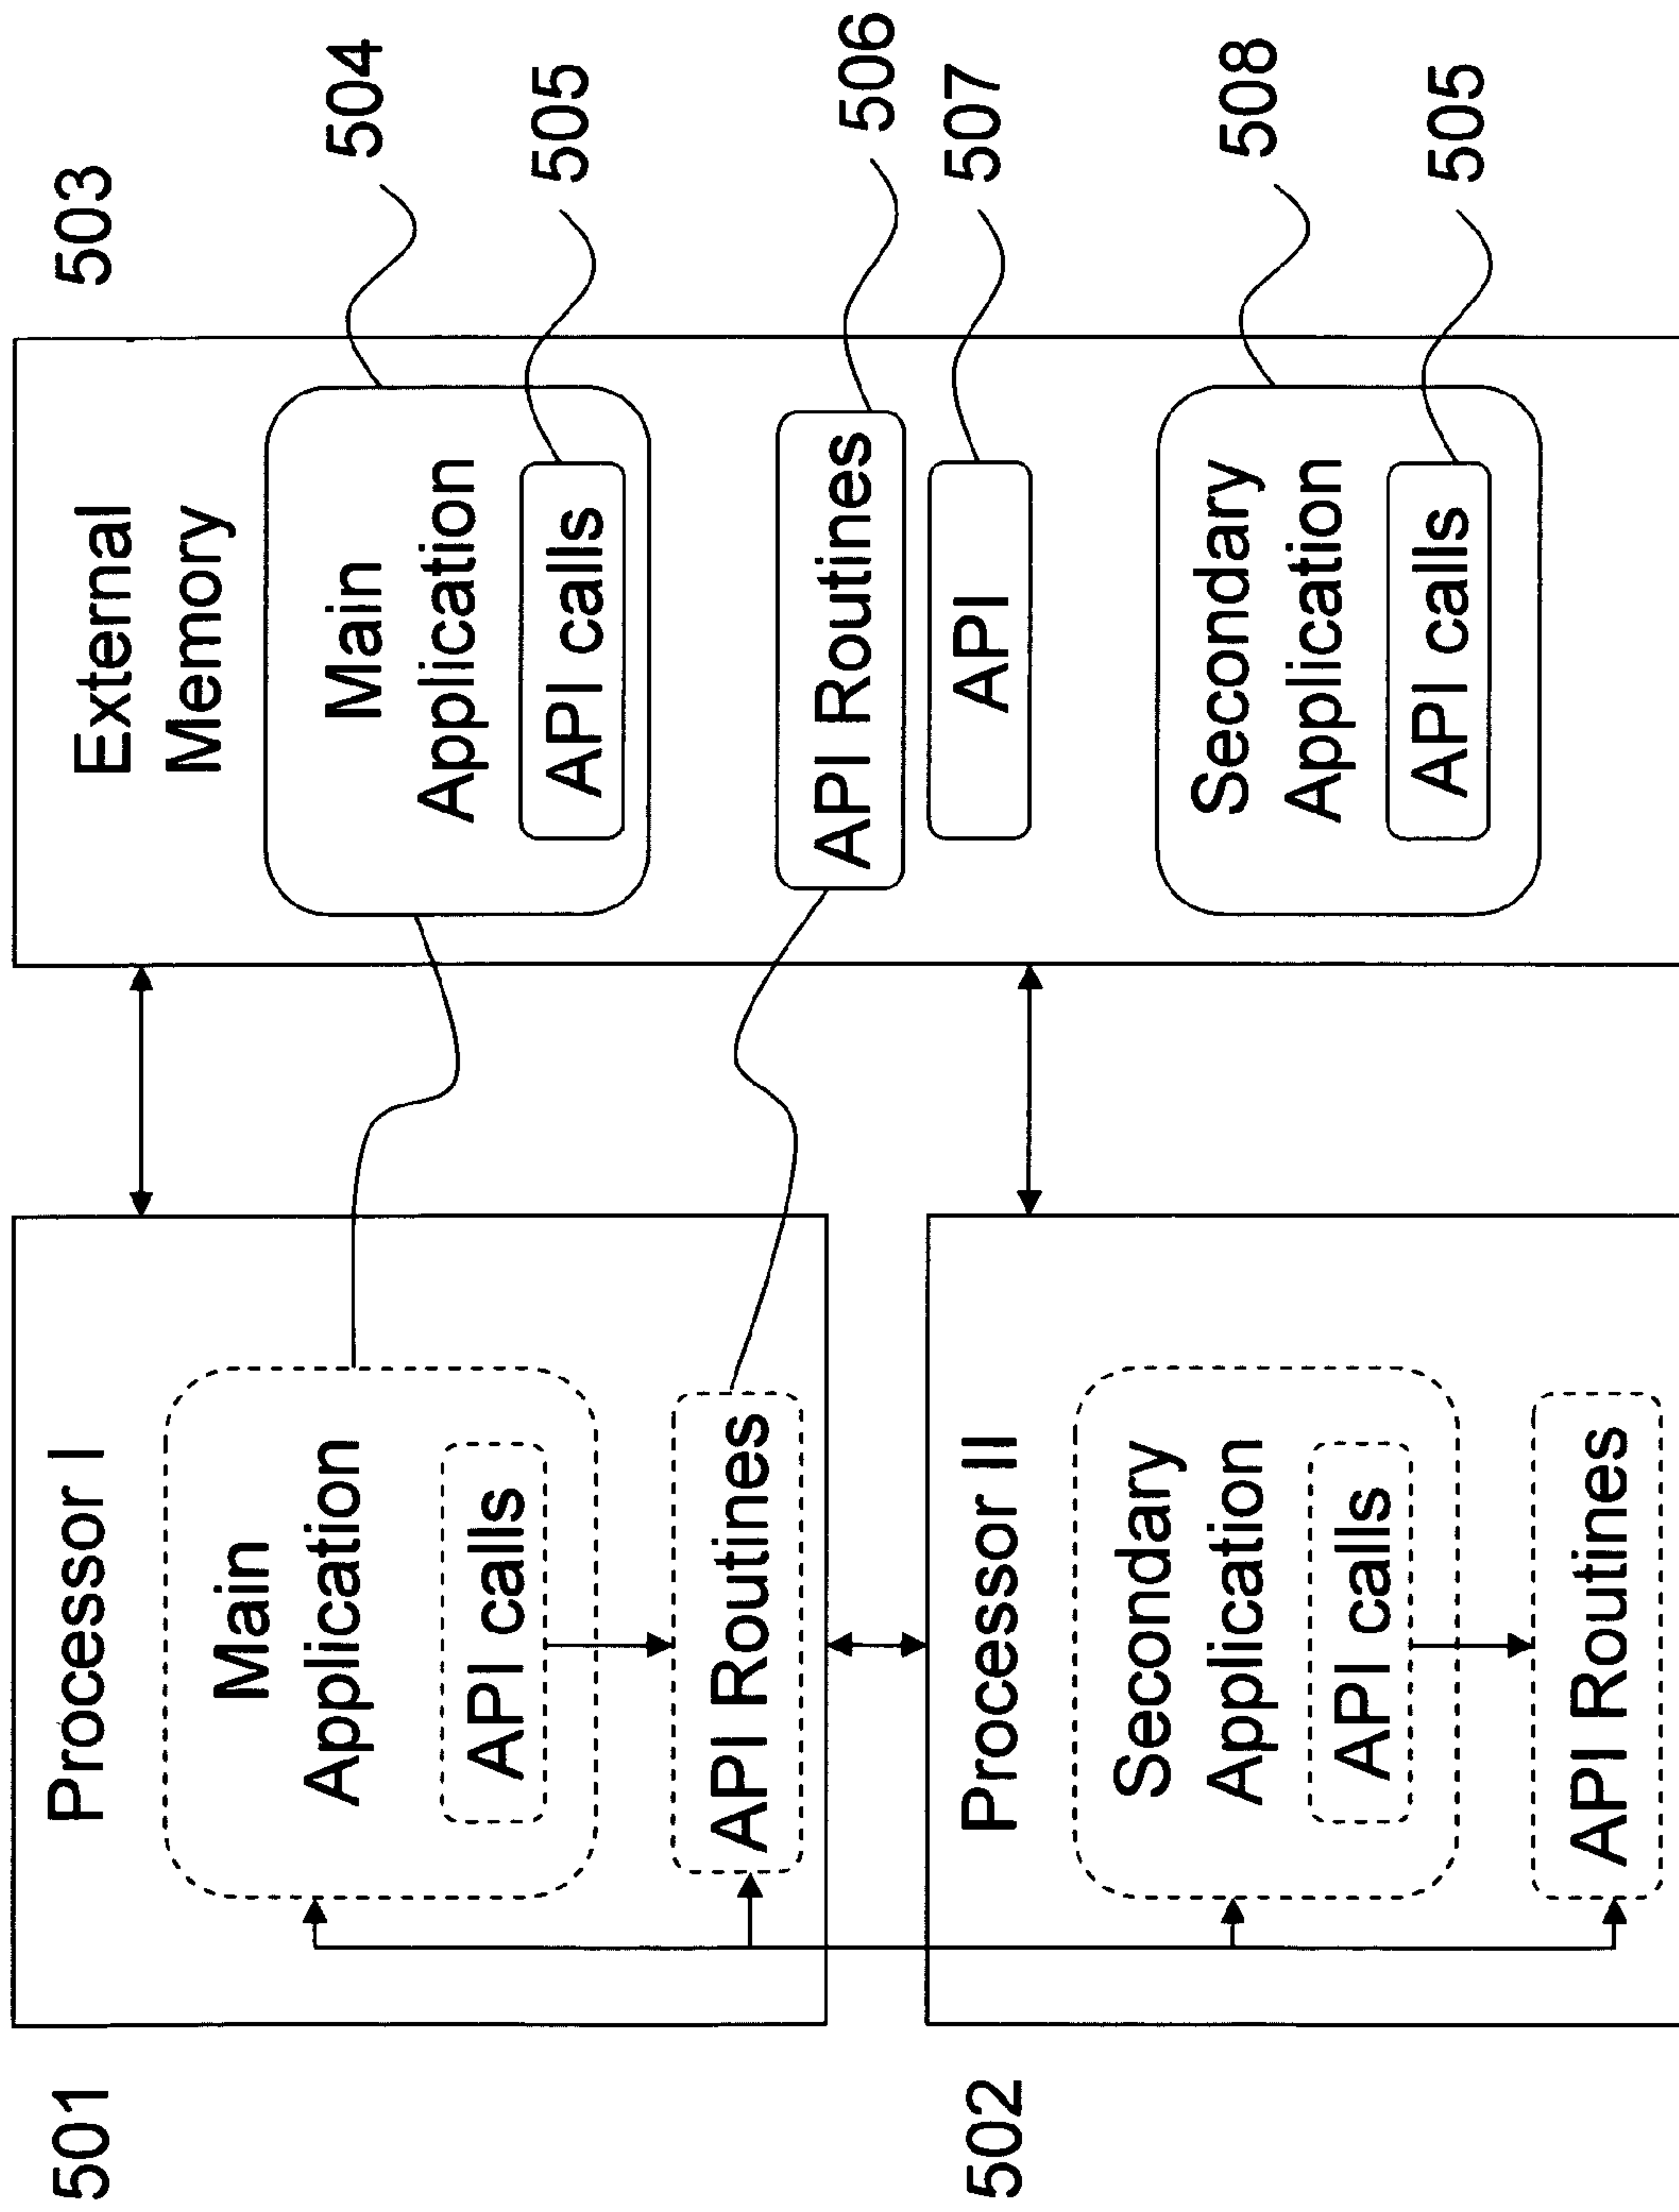 501
Processor I
Main
Application
API calls
API Routines
502
Processor II
Secondary
Application
API calls
API Routines
503
External
Memory
Main
Application
API calls
API Routines
API
Secondary
Application
API calls
504
505
506
507
508
505